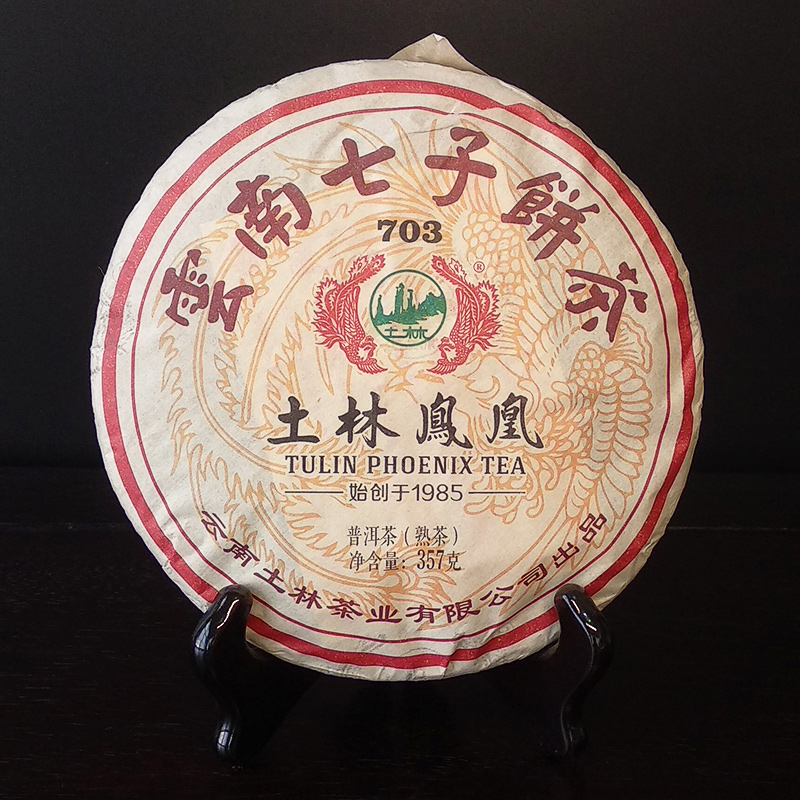 雲南七子餅茶
703
®
土林
土林鳳凰
TULIN PHOENIX TEA
始创于1985
普洱茶（熟茶）
净含量：357克
云南土林茶业有限公司出品